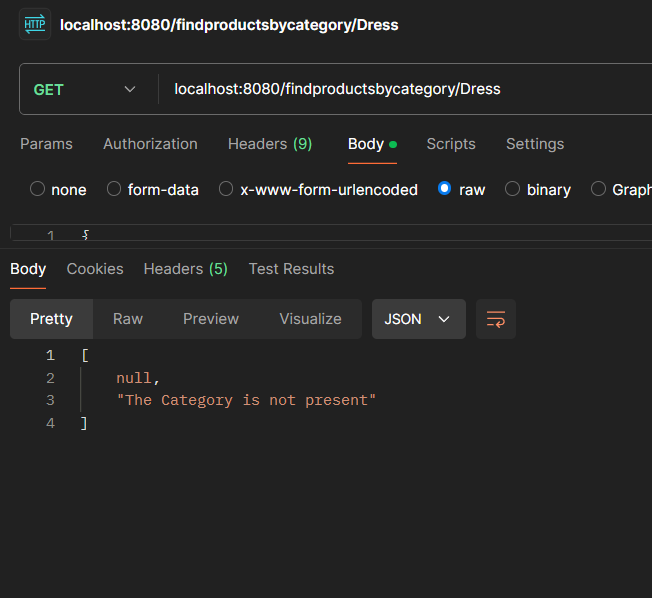 HTTP localhost:8080/findproductsbycategory/Dress
GET localhost:8080/findproductsbycategory/Dress
Params Authorization Headers (9) Body Scripts Settings
none form-data x-www-form-urlencoded raw binary Graph
1 {
Body Cookies Headers (5) Test Results
Pretty Raw Preview Visualize JSON
1 [
2 null,
3 "The Category is not present"
4 ]